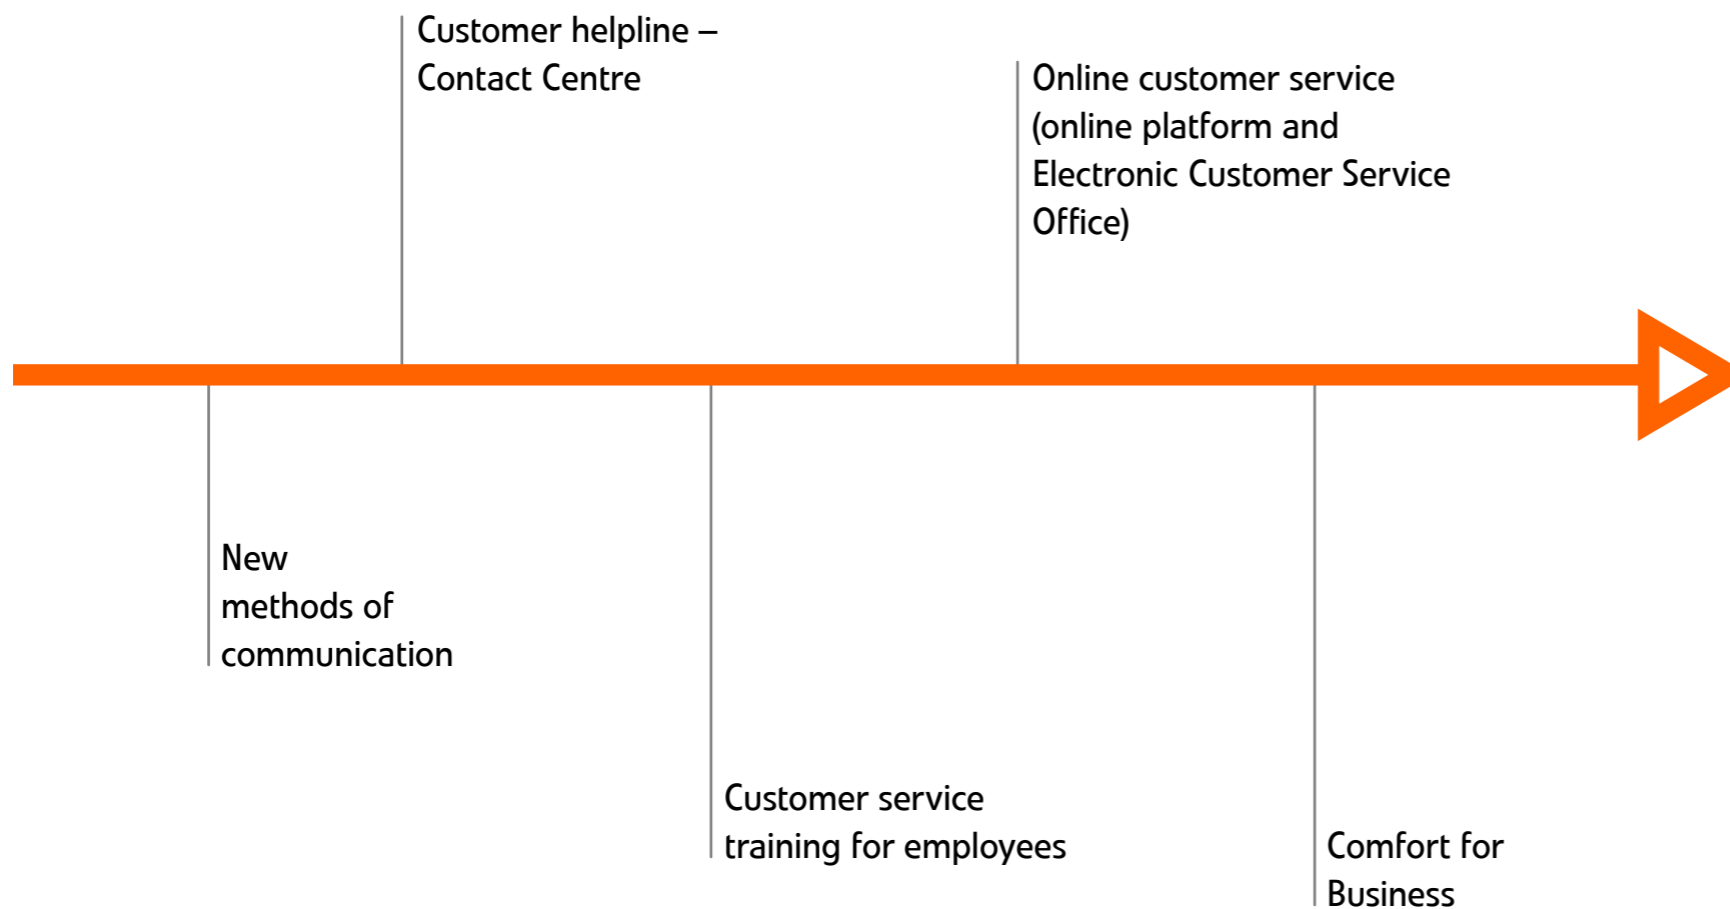 Customer helpline –
Contact Centre
Online customer service
(online platform and
Electronic Customer Service
Office)
New
methods of
communication
Customer service
training for employees
Comfort for
Business